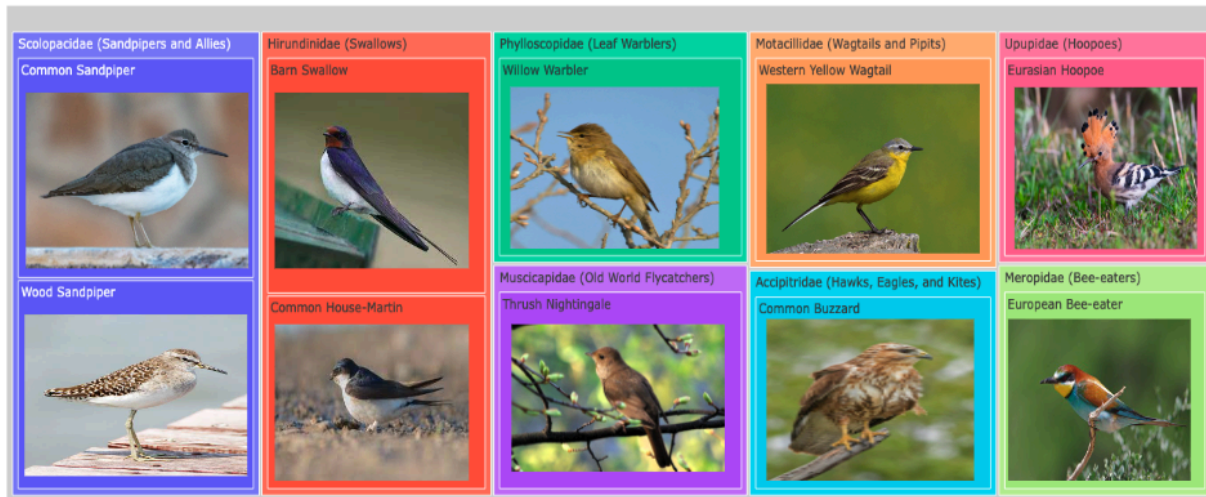 Scolopacidae (Sandpipers and Allies)
Common Sandpiper
Wood Sandpiper
Hirundinidae (Swallows)
Barn Swallow
Common House-Martin
Phylloscopidae (Leaf Warblers)
Willow Warbler
Muscicapidae (Old World Flycatchers)
Thrush Nightingale
Motacillidae (Wagtails and Pipits)
Western Yellow Wagtail
Accipitridae (Hawks, Eagles, and Kites)
Common Buzzard
Upupidae (Hoopoes)
Eurasian Hoopoe
Meropidae (Bee-eaters)
European Bee-eater